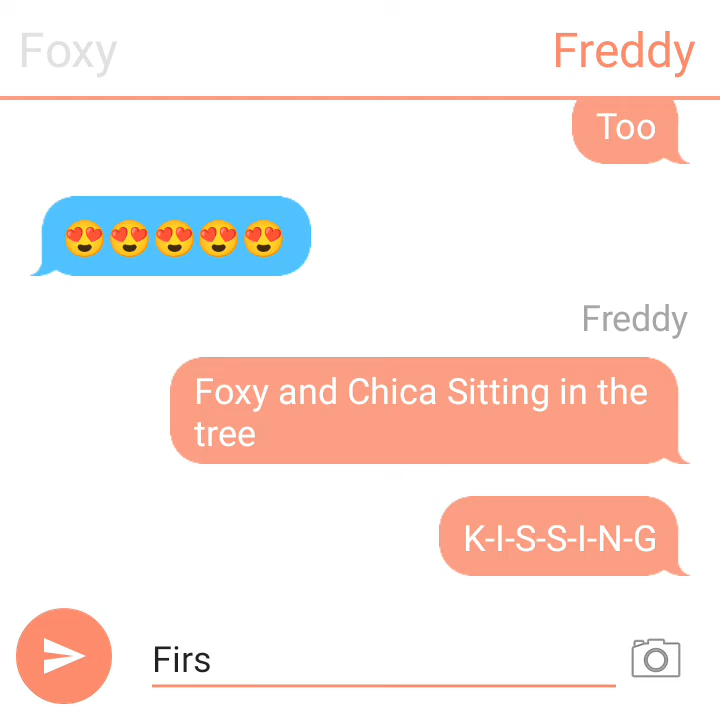 Foxy Freddy
Too
😍😍😍😍😍
Freddy
Foxy and Chica Sitting in the
tree
K-I-S-S-I-N-G
Firs